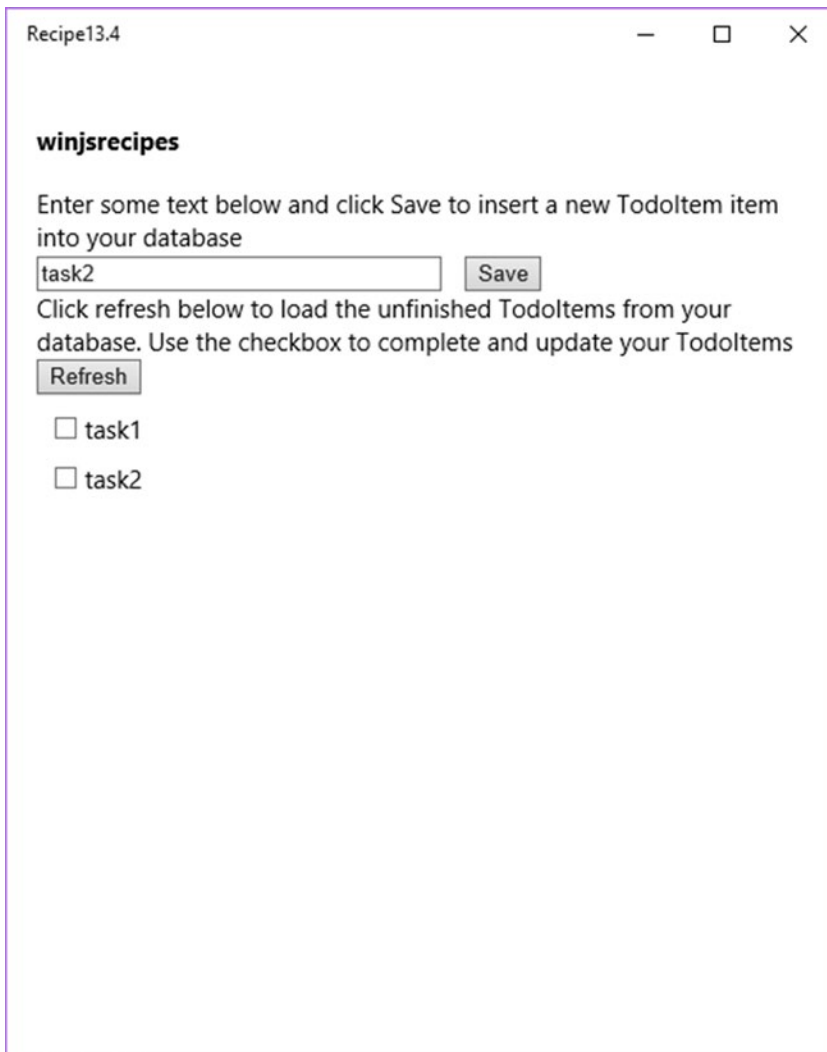 Recipe13.4
winjsrecipes
Enter some text below and click Save to insert a new TodoItem item
into your database
task2 Save
Click refresh below to load the unfinished TodoItems from your
database. Use the checkbox to complete and update your TodoItems
Refresh
task1
task2